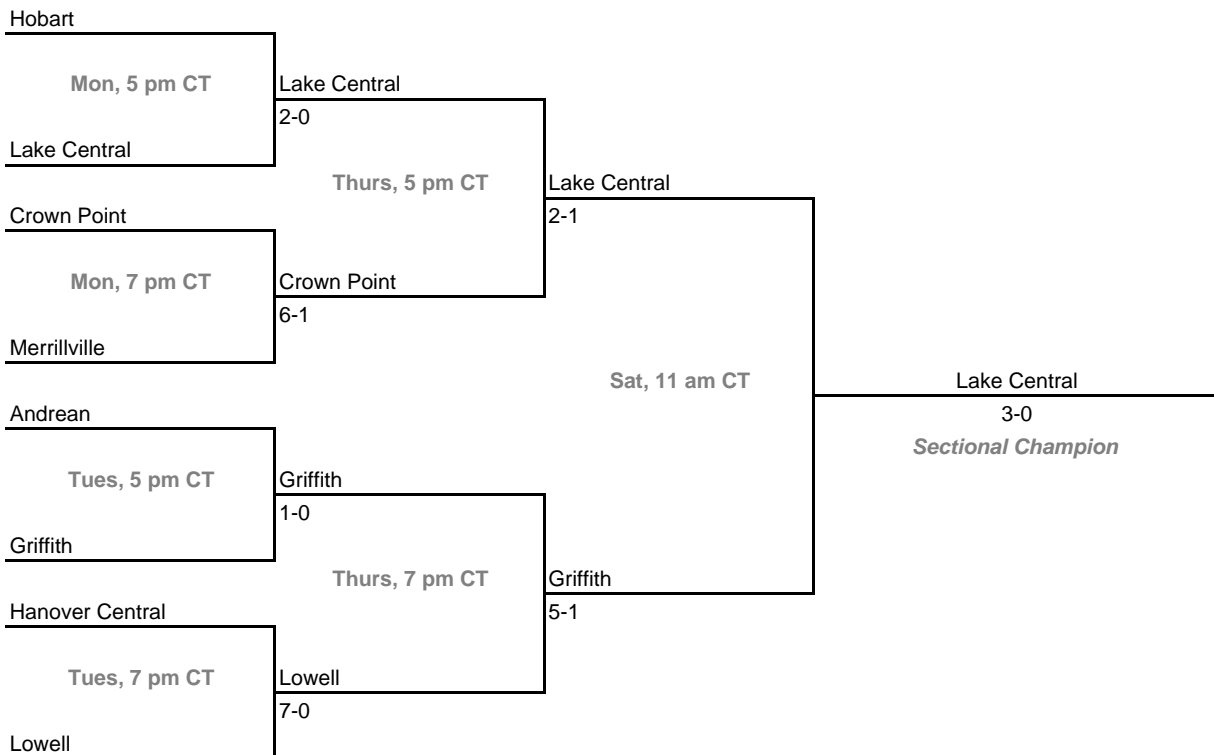 Hobart
Mon, 5 pm CT
Lake Central
2-0
Lake Central
Thurs, 5 pm CT
Lake Central
2-1
Crown Point
Mon, 7 pm CT
Crown Point
6-1
Merrillville
Sat, 11 am CT
Lake Central
3-0
Sectional Champion
Andrean
Tues, 5 pm CT
Griffith
1-0
Griffith
Thurs, 7 pm CT
Griffith
5-1
Hanover Central
Tues, 7 pm CT
Lowell
7-0
Lowell